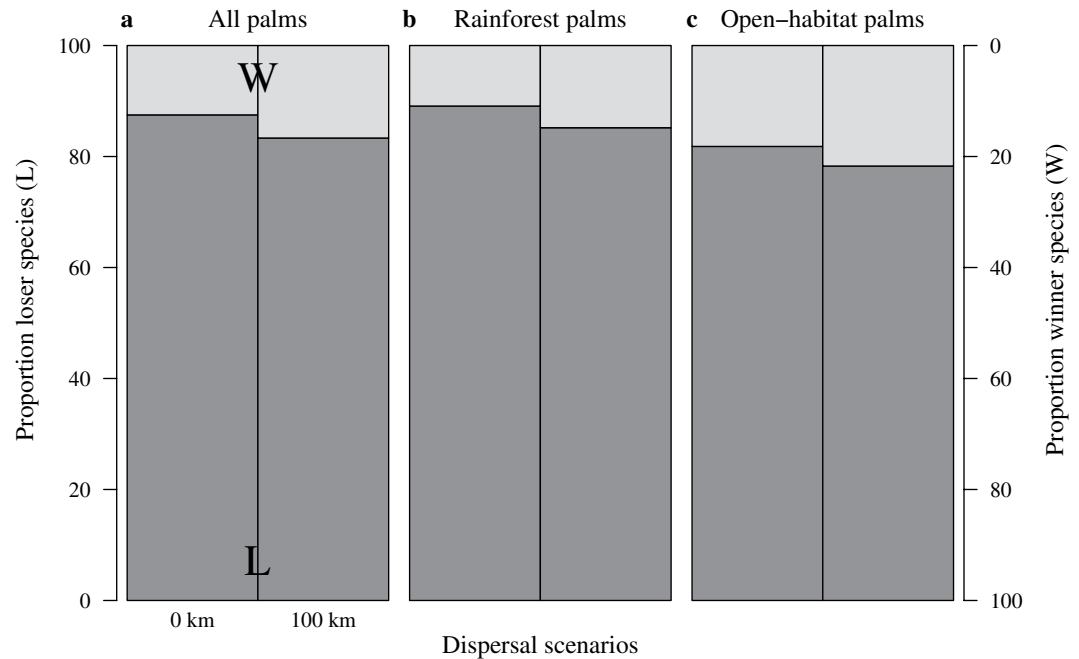 a All palms
b Rainforest palms
c Open−habitat palms
Proportion loser species (L)
100
80
60
40
20
0
W
L
0 km 100 km
Dispersal scenarios
0
20
40
60
80
100
Proportion winner species (W)